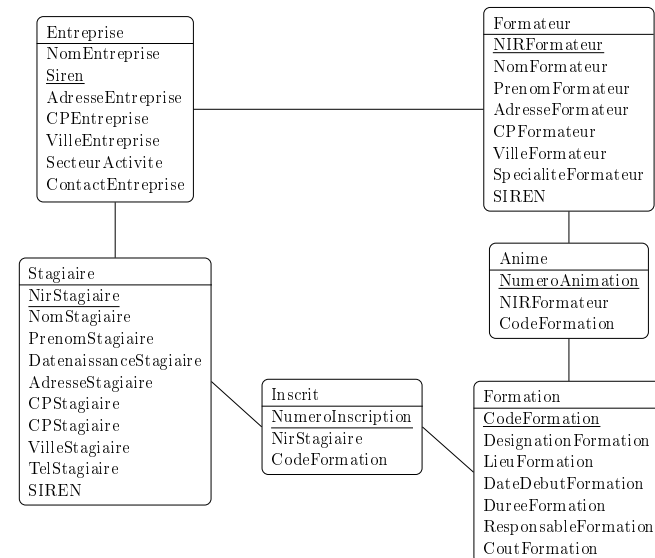 Entreprise
NomEntreprise
Siren
AdresseEntreprise
CPEntreprise
VilleEntreprise
SecteurActivite
ContactEntreprise
Formateur
NIRFormateur
NomFormateur
PrenomFormateur
AdresseFormateur
CPFormateur
VilleFormateur
SpecialiteFormateur
SIREN
Stagiaire
NirStagiaire
NomStagiaire
PrenomStagiaire
DatenaissanceStagiaire
AdresseStagiaire
CPStagiaire
CPStagiaire
VilleStagiaire
TelStagiaire
SIREN
Anime
NumeroAnimation
NIRFormateur
CodeFormation
Inscrit
NumeroInscription
NirStagiaire
CodeFormation
Formation
CodeFormation
DesignationFormation
LieuFormation
DateDebutFormation
DureeFormation
ResponsableFormation
CoutFormation